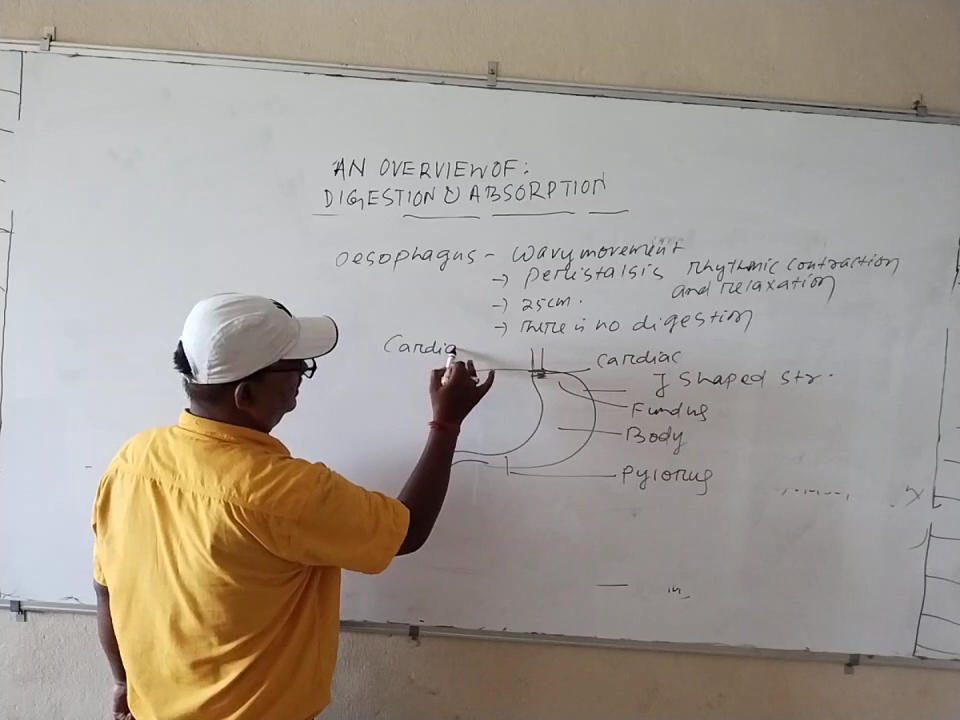 AN OVERVIEW OF:
DIGESTION & ABSORPTION
Oesophagus - wavy movement
→ peristalsis rhythmic contraction
and relaxation
→ 25cm.
→ there is no digestion
Cardia
cardiac
J shaped str.
Fundus
Body
Pylorus